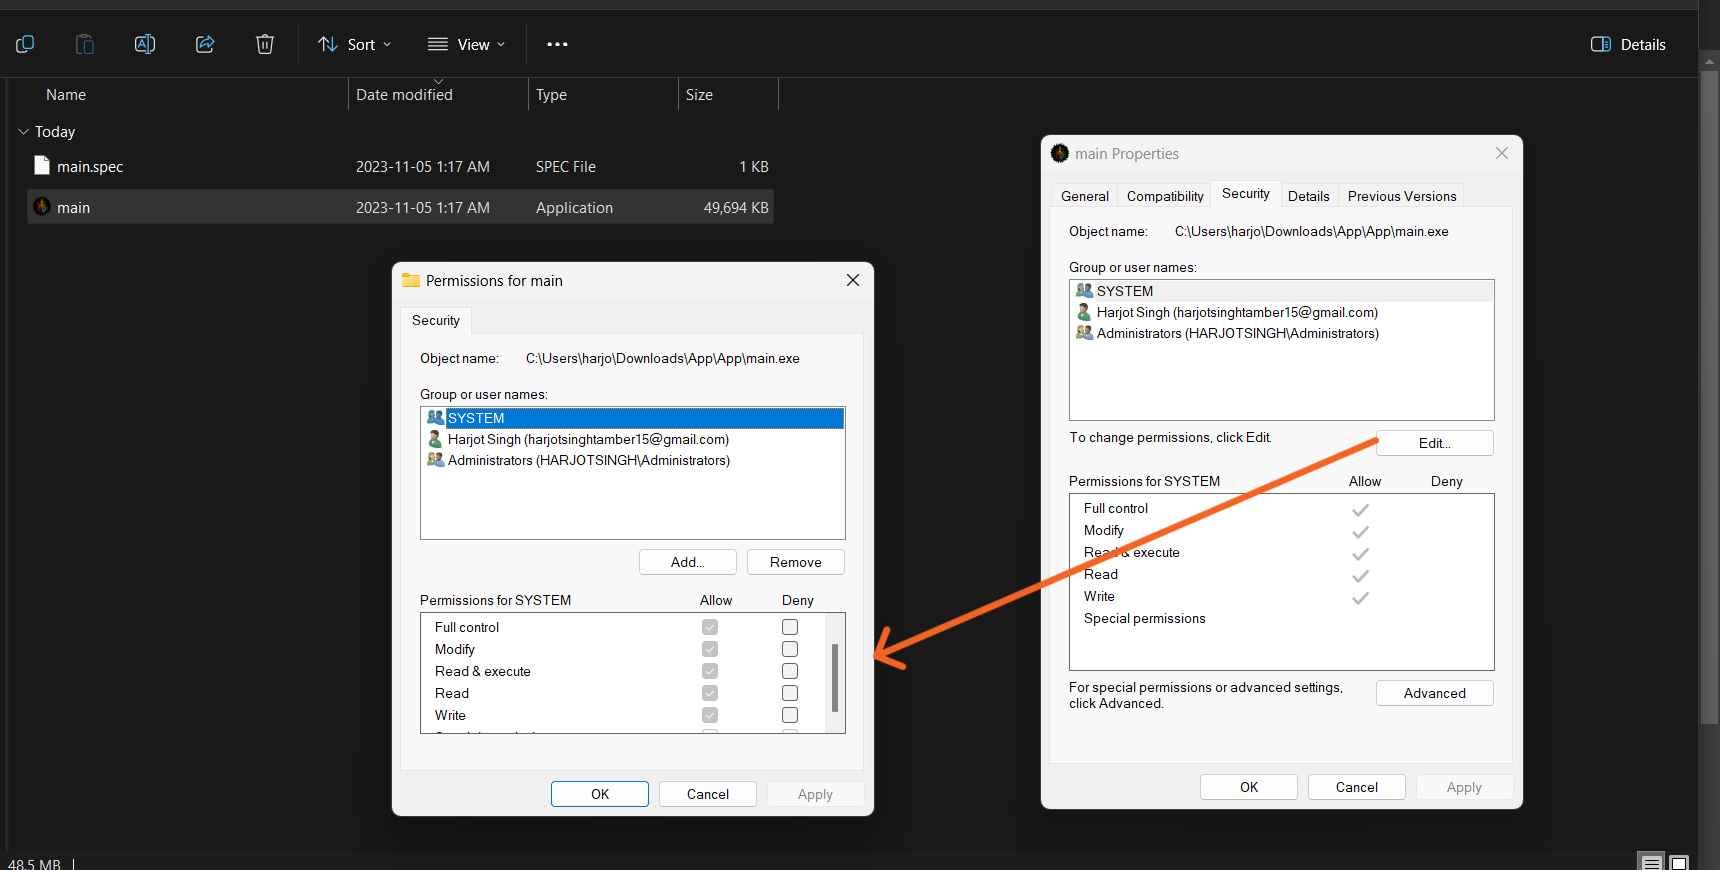 Sort
View
Details
Name
Date modified
Type
Size
Today
main.spec 2023-11-05 1:17 AM SPEC File 1 KB
main 2023-11-05 1:17 AM Application 49,694 KB
Permissions for main
Security
Object name: C:\Users\harjo\Downloads\App\App\main.exe
Group or user names:
SYSTEM
Harjot Singh (harjotsinghtamber15@gmail.com)
Administrators (HARJOTSINGH\Administrators)
Add...
Remove
Permissions for SYSTEM Allow Deny
Full control
Modify
Read & execute
Read
Write
OK
Cancel
Apply
main Properties
General
Compatibility
Security
Details
Previous Versions
Object name: C:\Users\harjo\Downloads\App\App\main.exe
Group or user names:
SYSTEM
Harjot Singh (harjotsinghtamber15@gmail.com)
Administrators (HARJOTSINGH\Administrators)
To change permissions, click Edit.
Edit...
Permissions for SYSTEM Allow Deny
Full control
Modify
Read & execute
Read
Write
Special permissions
For special permissions or advanced settings,
click Advanced.
Advanced
OK
Cancel
Apply
48.5 MB